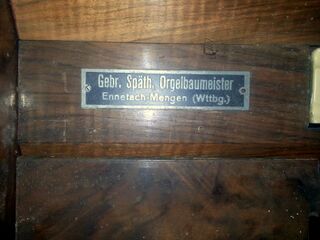 Gebr. Späth, Orgelbaumeister
Ennetach-Mengen (Wttbg.)